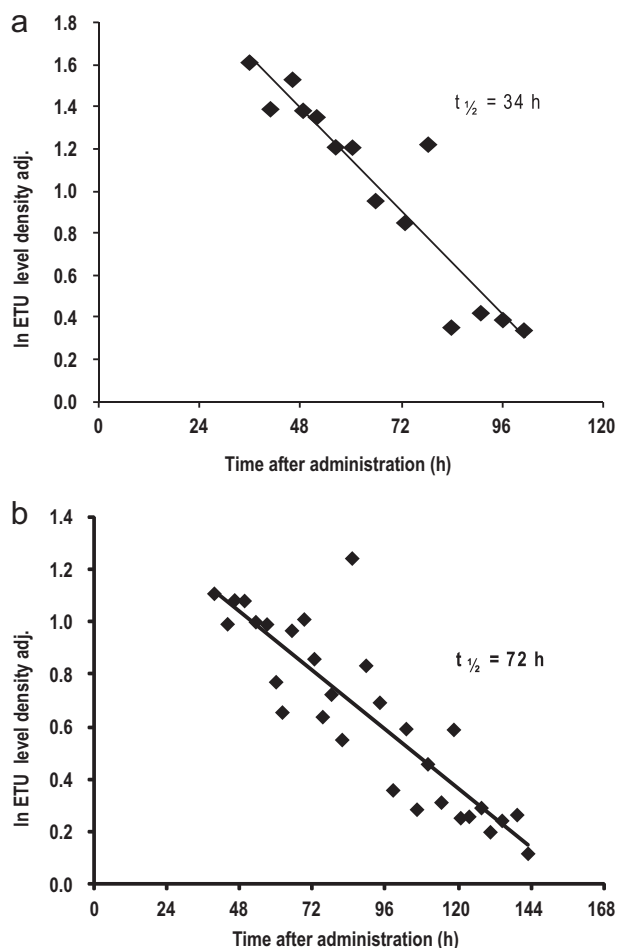 a
1.8
1.6
1.4
1.2
1.0
0.8
0.6
0.4
0.2
0.0
ln ETU level density adj.
t ½ = 34 h
0 24 48 72 96 120
Time after administration (h)
b
1.4
1.2
1.0
0.8
0.6
0.4
0.2
0.0
ln ETU level density adj.
t ½ = 72 h
0 24 48 72 96 120 144 168
Time after administration (h)